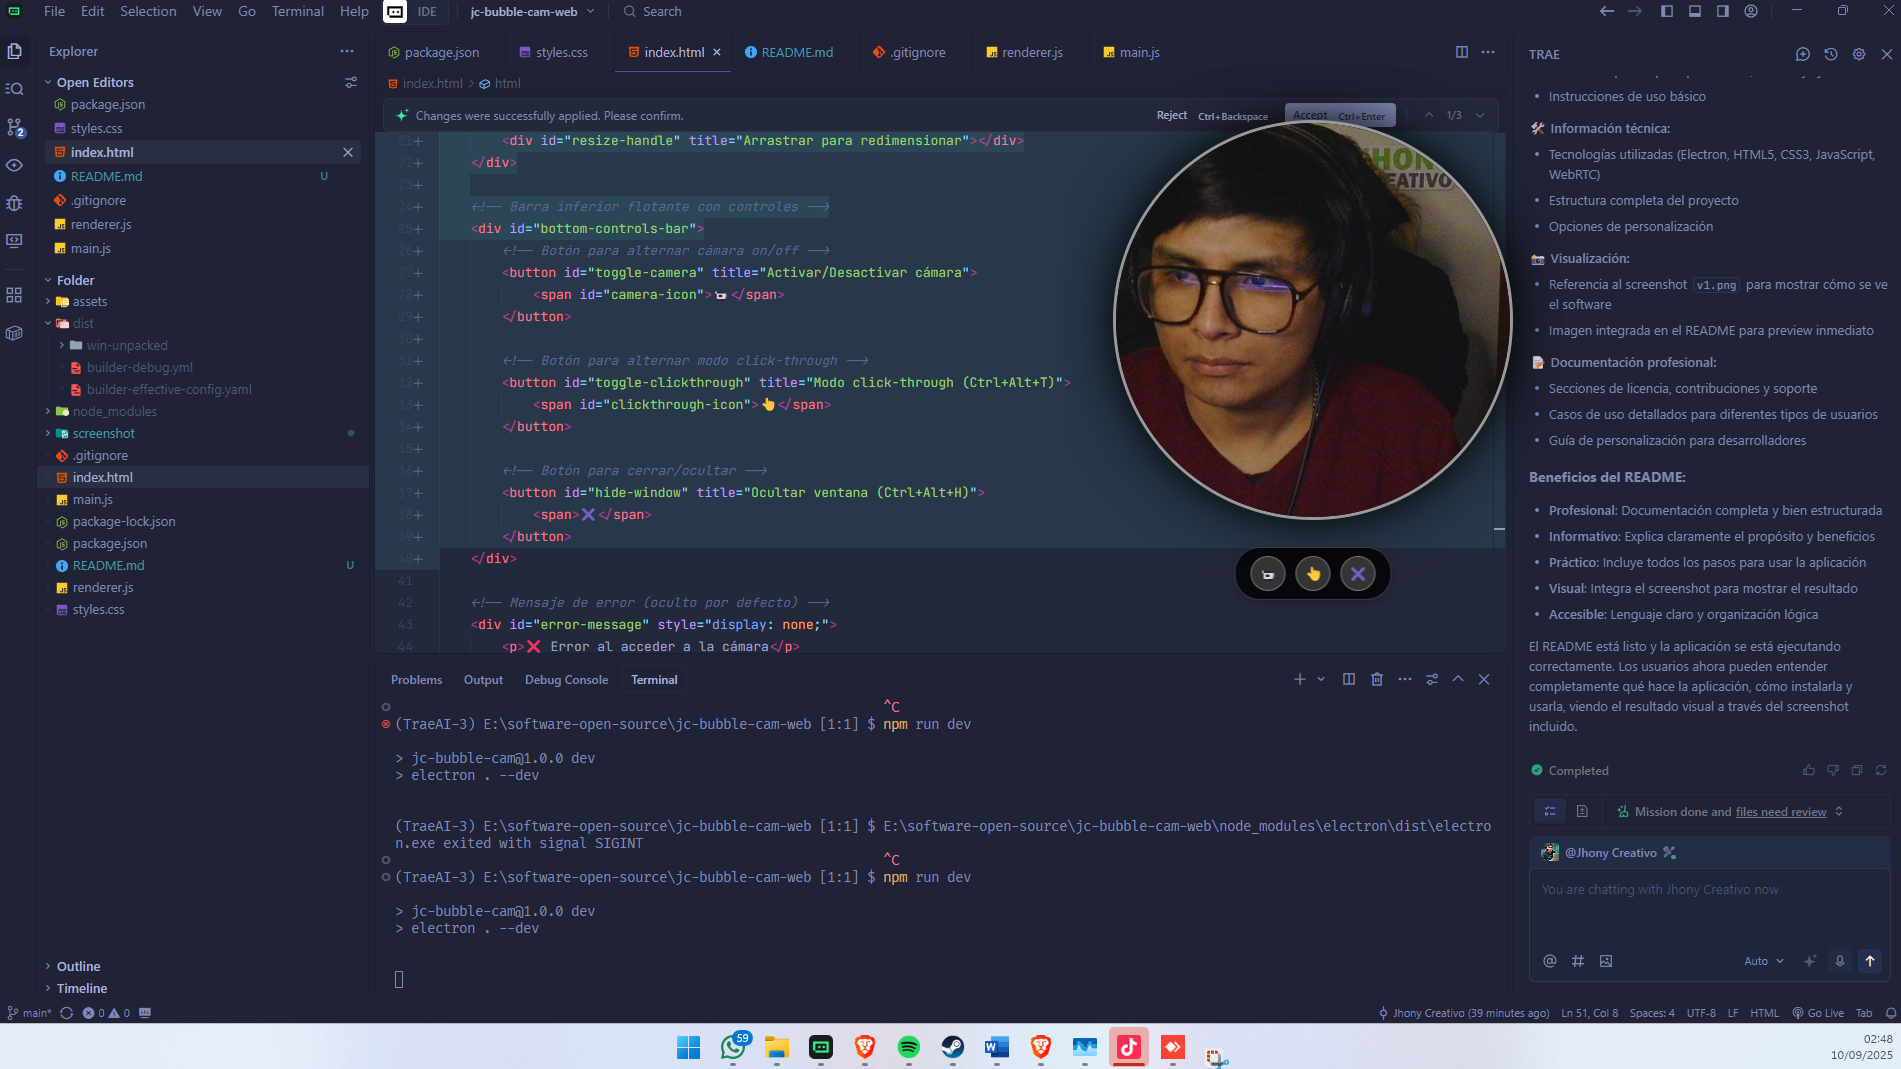 File Edit Selection View Go Terminal Help IDE jc-bubble-cam-web Search
Explorer
Open Editors
package.json
styles.css
index.html
README.md U
.gitignore
renderer.js
main.js
Folder
assets
dist
win-unpacked
builder-debug.yml
builder-effective-config.yaml
node_modules
screenshot
.gitignore
index.html
main.js
package-lock.json
package.json
README.md U
renderer.js
styles.css
Outline
Timeline
2
package.json styles.css index.html README.md .gitignore renderer.js main.js
index.html > html
Changes were successfully applied. Please confirm. Reject Ctrl+Backspace Accept Ctrl+Enter 1/3
21+ <div id="resize-handle" title="Arrastrar para redimensionar"></div>
22+ </div>
23+
24+ <!-- Barra inferior flotante con controles -->
25+ <div id="bottom-controls-bar">
26+ <!-- Botón para alternar cámara on/off -->
27+ <button id="toggle-camera" title="Activar/Desactivar cámara">
28+ <span id="camera-icon">📹</span>
29+ </button>
30+
31+ <!-- Botón para alternar modo click-through -->
32+ <button id="toggle-clickthrough" title="Modo click-through (Ctrl+Alt+T)">
33+ <span id="clickthrough-icon">👆</span>
34+ </button>
35+
36+ <!-- Botón para cerrar/ocultar -->
37+ <button id="hide-window" title="Ocultar ventana (Ctrl+Alt+H)">
38+ <span>✖</span>
39+ </button>
40+ </div>
41
42 <!-- Mensaje de error (oculto por defecto) -->
43 <div id="error-message" style="display: none;">
44 <p>❌ Error al acceder a la cámara</p>
Problems Output Debug Console Terminal
^C
(TraeAI-3) E:\software-open-source\jc-bubble-cam-web [1:1] $ npm run dev
> jc-bubble-cam@1.0.0 dev
> electron . --dev
(TraeAI-3) E:\software-open-source\jc-bubble-cam-web [1:1] $ E:\software-open-source\jc-bubble-cam-web\node_modules\electron\dist\electro
n.exe exited with signal SIGINT
^C
(TraeAI-3) E:\software-open-source\jc-bubble-cam-web [1:1] $ npm run dev
> jc-bubble-cam@1.0.0 dev
> electron . --dev
TRAE
• Instrucciones de uso básico
🛠 Información técnica:
• Tecnologías utilizadas (Electron, HTML5, CSS3, JavaScript,
WebRTC)
• Estructura completa del proyecto
• Opciones de personalización
📸 Visualización:
• Referencia al screenshot v1.png para mostrar cómo se ve
el software
• Imagen integrada en el README para preview inmediato
📝 Documentación profesional:
• Secciones de licencia, contribuciones y soporte
• Casos de uso detallados para diferentes tipos de usuarios
• Guía de personalización para desarrolladores
Beneficios del README:
• Profesional: Documentación completa y bien estructurada
• Informativo: Explica claramente el propósito y beneficios
• Práctico: Incluye todos los pasos para usar la aplicación
• Visual: Integra el screenshot para mostrar el resultado
• Accesible: Lenguaje claro y organización lógica
El README está listo y la aplicación se está ejecutando
correctamente. Los usuarios ahora pueden entender
completamente qué hace la aplicación, cómo instalarla y
usarla, viendo el resultado visual a través del screenshot
incluido.
Completed
Mission done and files need review
@Jhony Creativo
You are chatting with Jhony Creativo now
Auto
main* 0 0 Jhony Creativo (39 minutes ago) Ln 51, Col 8 Spaces: 4 UTF-8 LF HTML Go Live Tab
59
02:48
10/09/2025